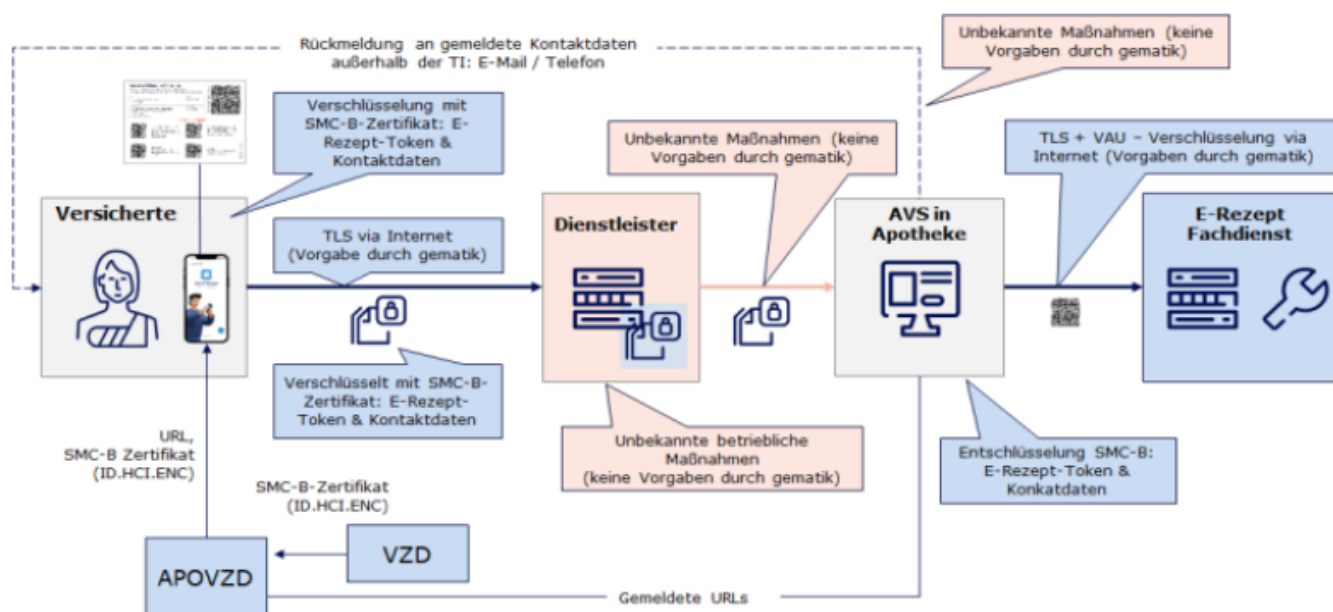 Rückmeldung an gemeldete Kontaktdaten
außerhalb der TI: E-Mail / Telefon
Unbekannte Maßnahmen (keine
Vorgaben durch gematik)
Verschlüsselung mit
SMC-B-Zertifikat: E-
Rezept-Token &
Kontaktdaten
Unbekannte Maßnahmen (keine
Vorgaben durch gematik)
TLS + VAU – Verschlüsselung via
Internet (Vorgaben durch gematik)
Versicherte
TLS via Internet
(Vorgabe durch gematik)
Dienstleister
AVS in
Apotheke
E-Rezept
Fachdienst
Verschlüsselt mit SMC-B-
Zertifikat: E-Rezept-
Token & Kontaktdaten
Unbekannte betriebliche
Maßnahmen
(keine Vorgaben durch gematik)
Entschlüsselung SMC-B:
E-Rezept-Token &
Konkatdaten
URL,
SMC-B Zertifikat
(ID.HCI.ENC)
SMC-B-Zertifikat
(ID.HCI.ENC)
VZD
APOVZD
Gemeldete URLs